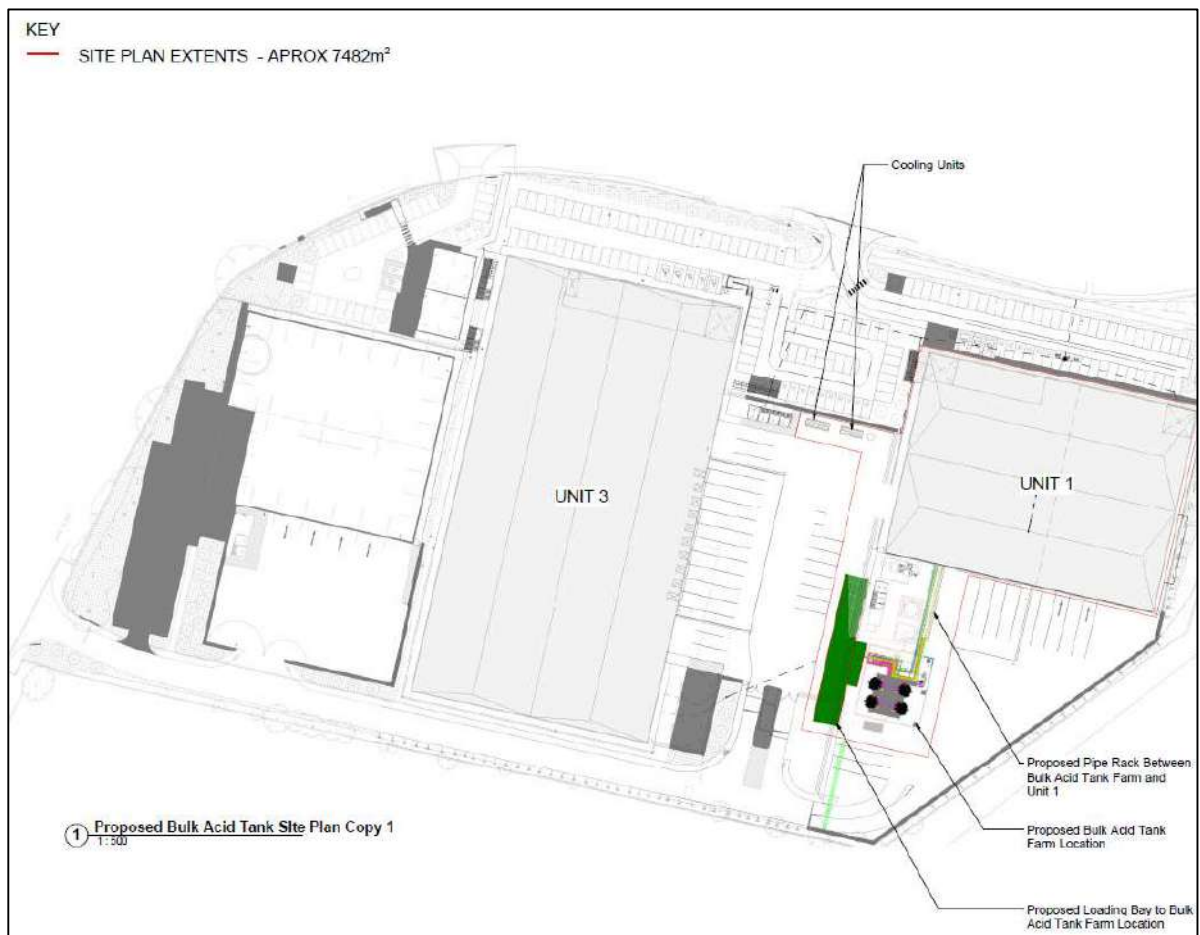 KEY
SITE PLAN EXTENTS - APROX 7482m²
Cooling Units
UNIT 3
UNIT 1
Proposed Pipe Rack Between
Bulk Acid Tank Farm and
Unit 1
Proposed Bulk Acid Tank
Farm Location
Proposed Loading Bay to Bulk
Acid Tank Farm Location
1 Proposed Bulk Acid Tank Site Plan Copy 1
1 : 500